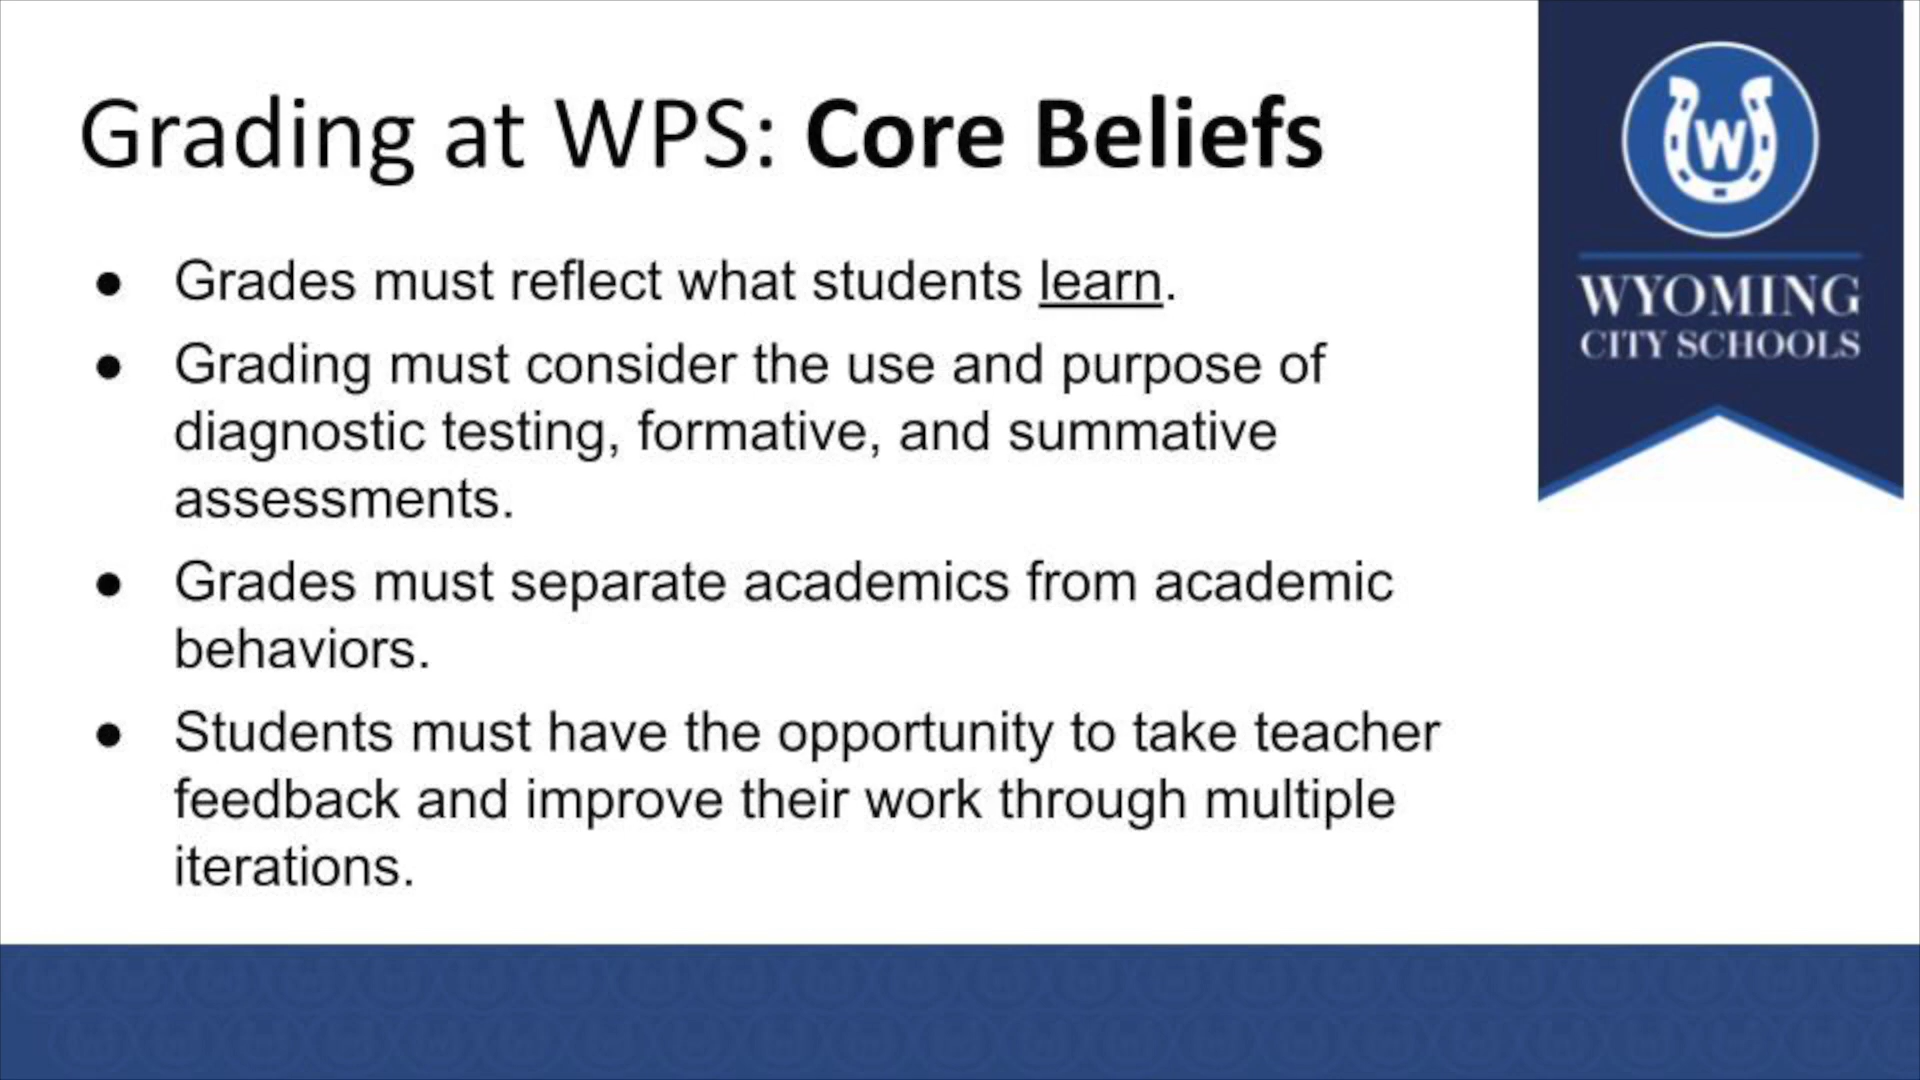 Grading at WPS: Core Beliefs
● Grades must reflect what students learn.
● Grading must consider the use and purpose of
diagnostic testing, formative, and summative
assessments.
● Grades must separate academics from academic
behaviors.
● Students must have the opportunity to take teacher
feedback and improve their work through multiple
iterations.
W
WYOMING
CITY SCHOOLS